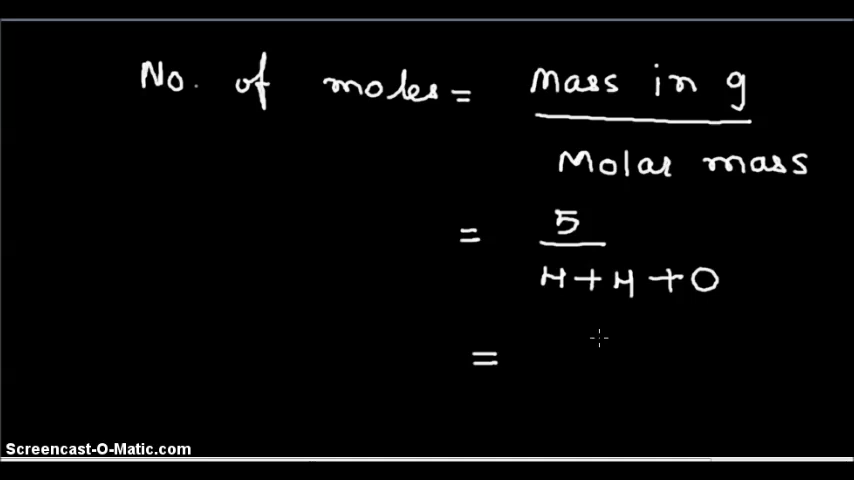 No. of moles = Mass in g
Molar mass
= 5
H + H + O
=
Screencast-O-Matic.com